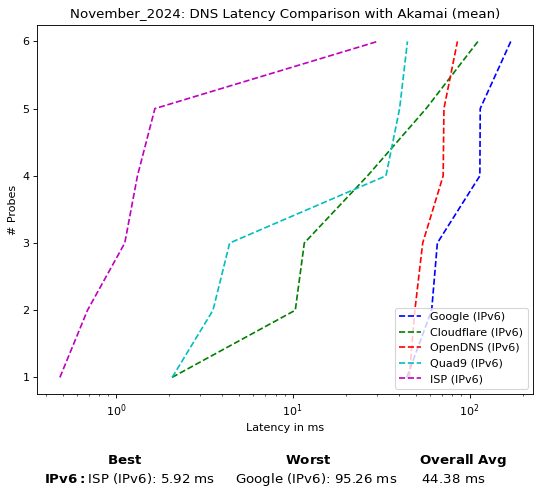 November_2024: DNS Latency Comparison with Akamai (mean)
6
5
4
3
2
1
# Probes
Google (IPv6)
Cloudflare (IPv6)
OpenDNS (IPv6)
Quad9 (IPv6)
ISP (IPv6)
10^0 10^1 10^2
Latency in ms
Best Worst Overall Avg
IPv6: ISP (IPv6): 5.92 ms Google (IPv6): 95.26 ms 44.38 ms